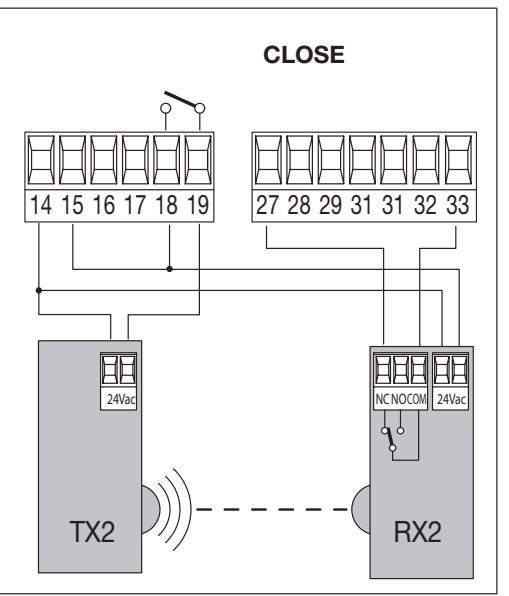 CLOSE
14 15 16 17 18 19
27 28 29 31 31 32 33
24Vac
NC NO COM 24Vac
TX2
RX2